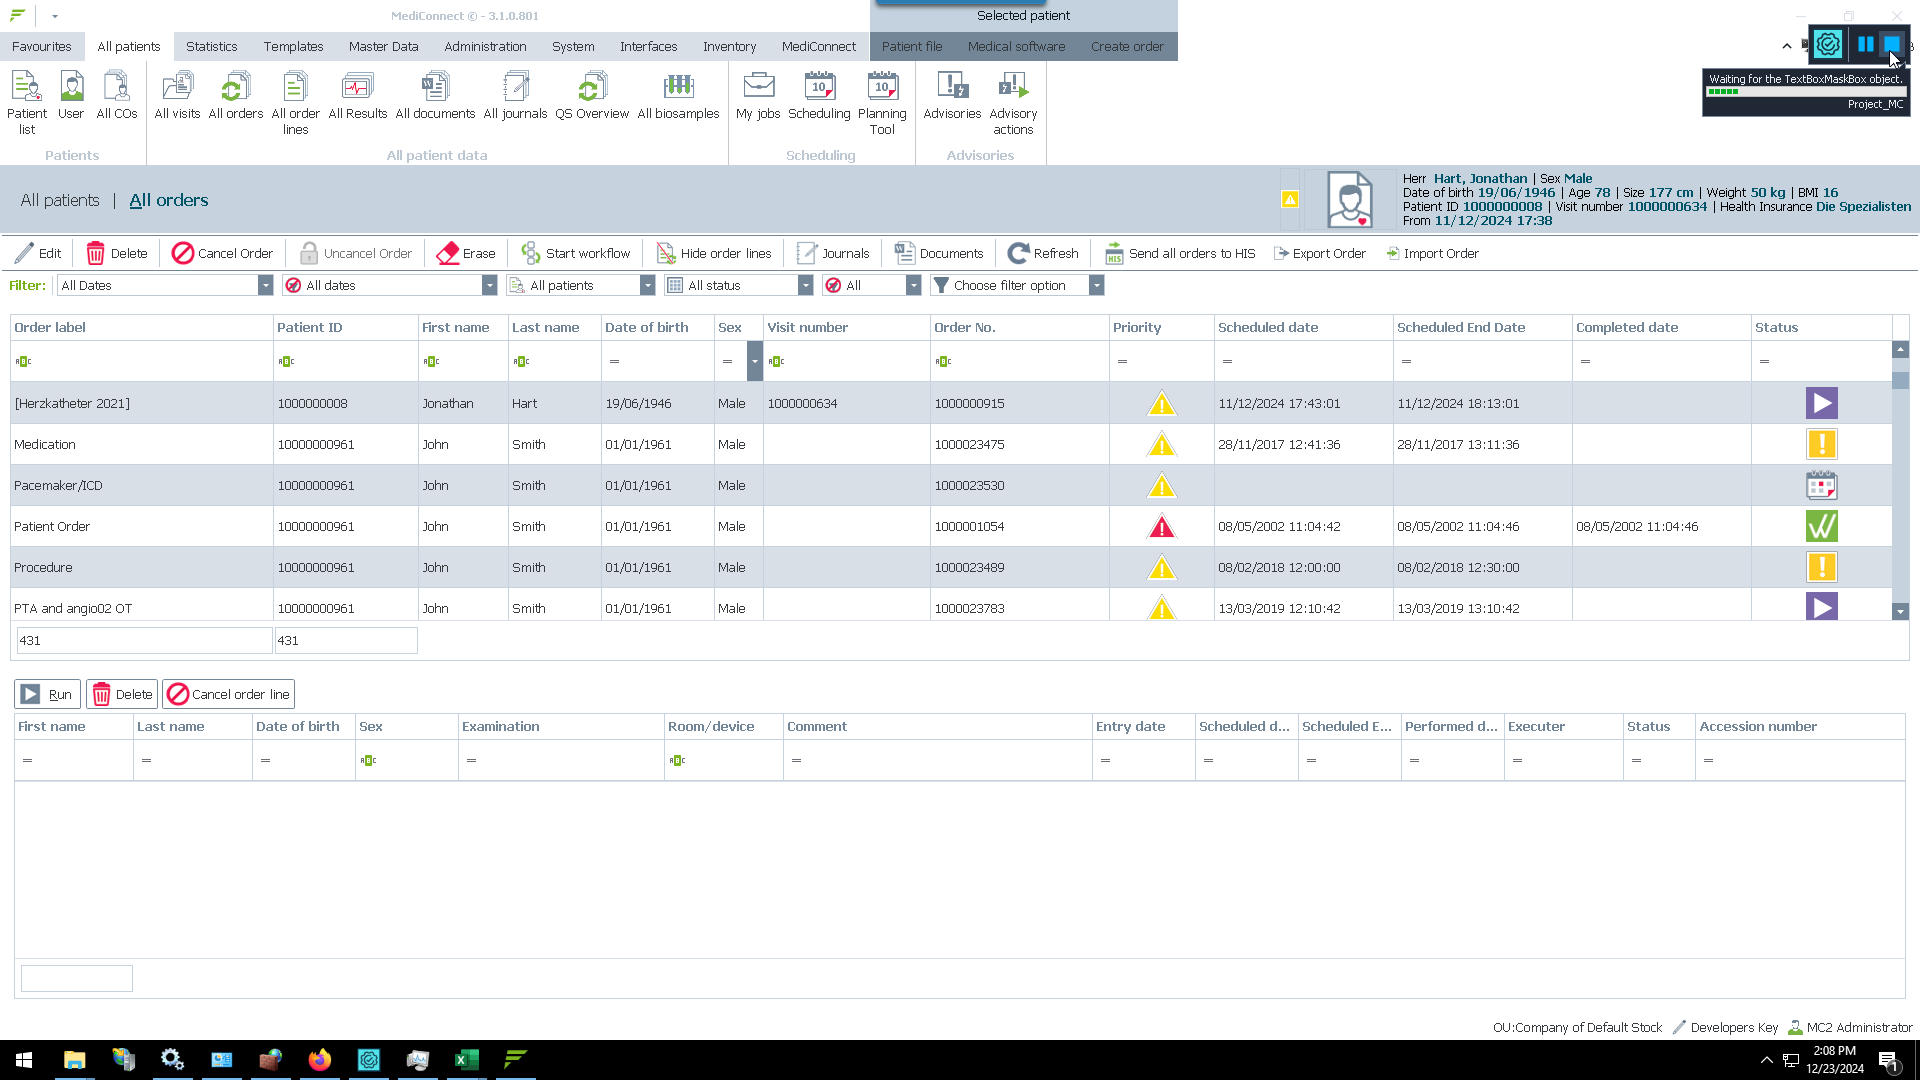 MediConnect © - 3.1.0.801
Selected patient
Favourites
All patients
Statistics
Templates
Master Data
Administration
System
Interfaces
Inventory
MediConnect
Patient file
Medical software
Create order
Patient list
User
All COs
All visits
All orders
All order lines
All Results
All documents
All journals
QS Overview
All biosamples
My jobs
Scheduling
Planning Tool
Advisories
Advisory actions
Patients
All patient data
Scheduling
Advisories
Waiting for the TextBoxMaskBox object.
Project_MC
All patients | All orders
Herr Hart, Jonathan | Sex Male
Date of birth 19/06/1946 | Age 78 | Size 177 cm | Weight 50 kg | BMI 16
Patient ID 1000000008 | Visit number 1000000634 | Health Insurance Die Spezialisten
From 11/12/2024 17:38
Edit
Delete
Cancel Order
Uncancel Order
Erase
Start workflow
Hide order lines
Journals
Documents
Refresh
Send all orders to HIS
Export Order
Import Order
Filter: All Dates
All dates
All patients
All status
All
Choose filter option
Order label Patient ID First name Last name Date of birth Sex Visit number Order No. Priority Scheduled date Scheduled End Date Completed date Status
[Herzkatheter 2021] 1000000008 Jonathan Hart 19/06/1946 Male 1000000634 1000000915 11/12/2024 17:43:01 11/12/2024 18:13:01
Medication 10000000961 John Smith 01/01/1961 Male 1000023475 28/11/2017 12:41:36 28/11/2017 13:11:36
Pacemaker/ICD 10000000961 John Smith 01/01/1961 Male 1000023530
Patient Order 10000000961 John Smith 01/01/1961 Male 1000001054 08/05/2002 11:04:42 08/05/2002 11:04:46 08/05/2002 11:04:46
Procedure 10000000961 John Smith 01/01/1961 Male 1000023489 08/02/2018 12:00:00 08/02/2018 12:30:00
PTA and angio02 OT 10000000961 John Smith 01/01/1961 Male 1000023783 13/03/2019 12:10:42 13/03/2019 13:10:42
431 431
Run
Delete
Cancel order line
First name Last name Date of birth Sex Examination Room/device Comment Entry date Scheduled d... Scheduled E... Performed d... Executer Status Accession number
OU:Company of Default Stock
Developers Key
MC2 Administrator
2:08 PM
12/23/2024
1